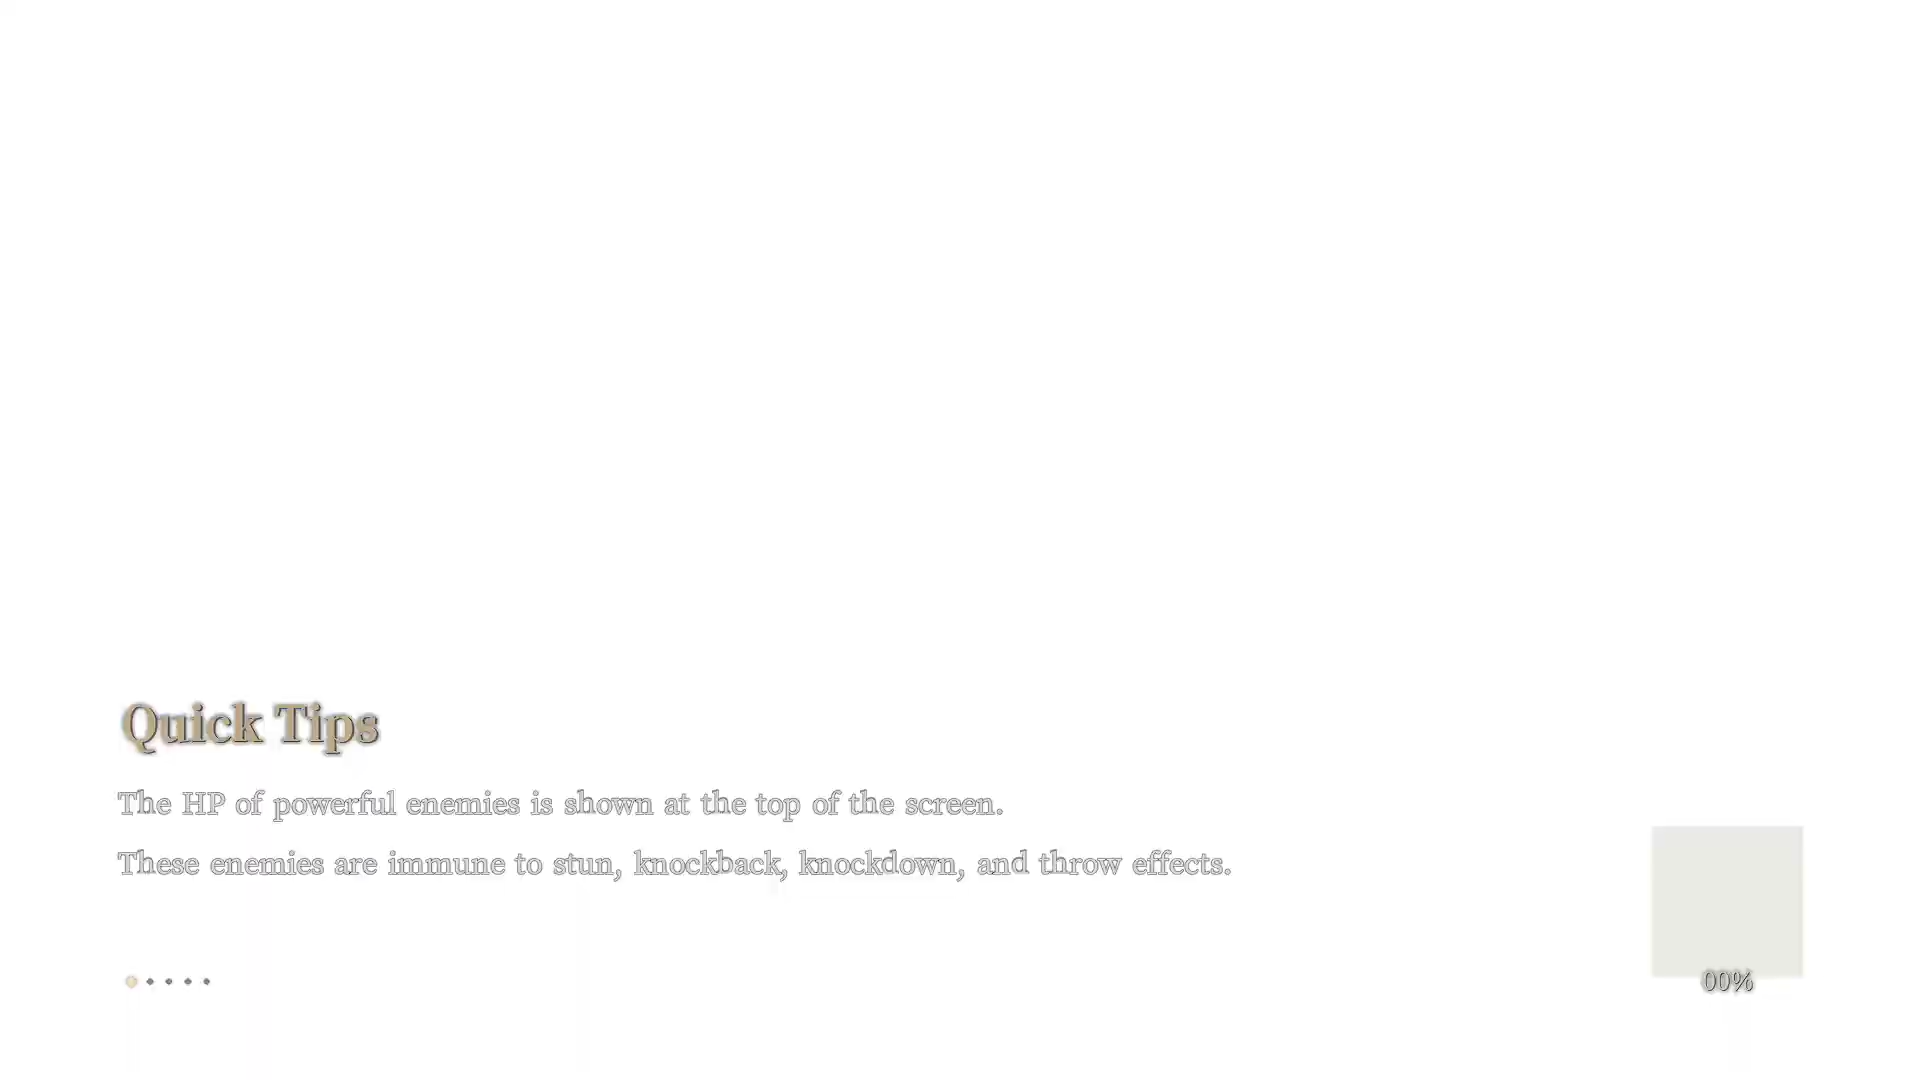 Quick Tips
The HP of powerful enemies is shown at the top of the screen.
These enemies are immune to stun, knockback, knockdown, and throw effects.
00%